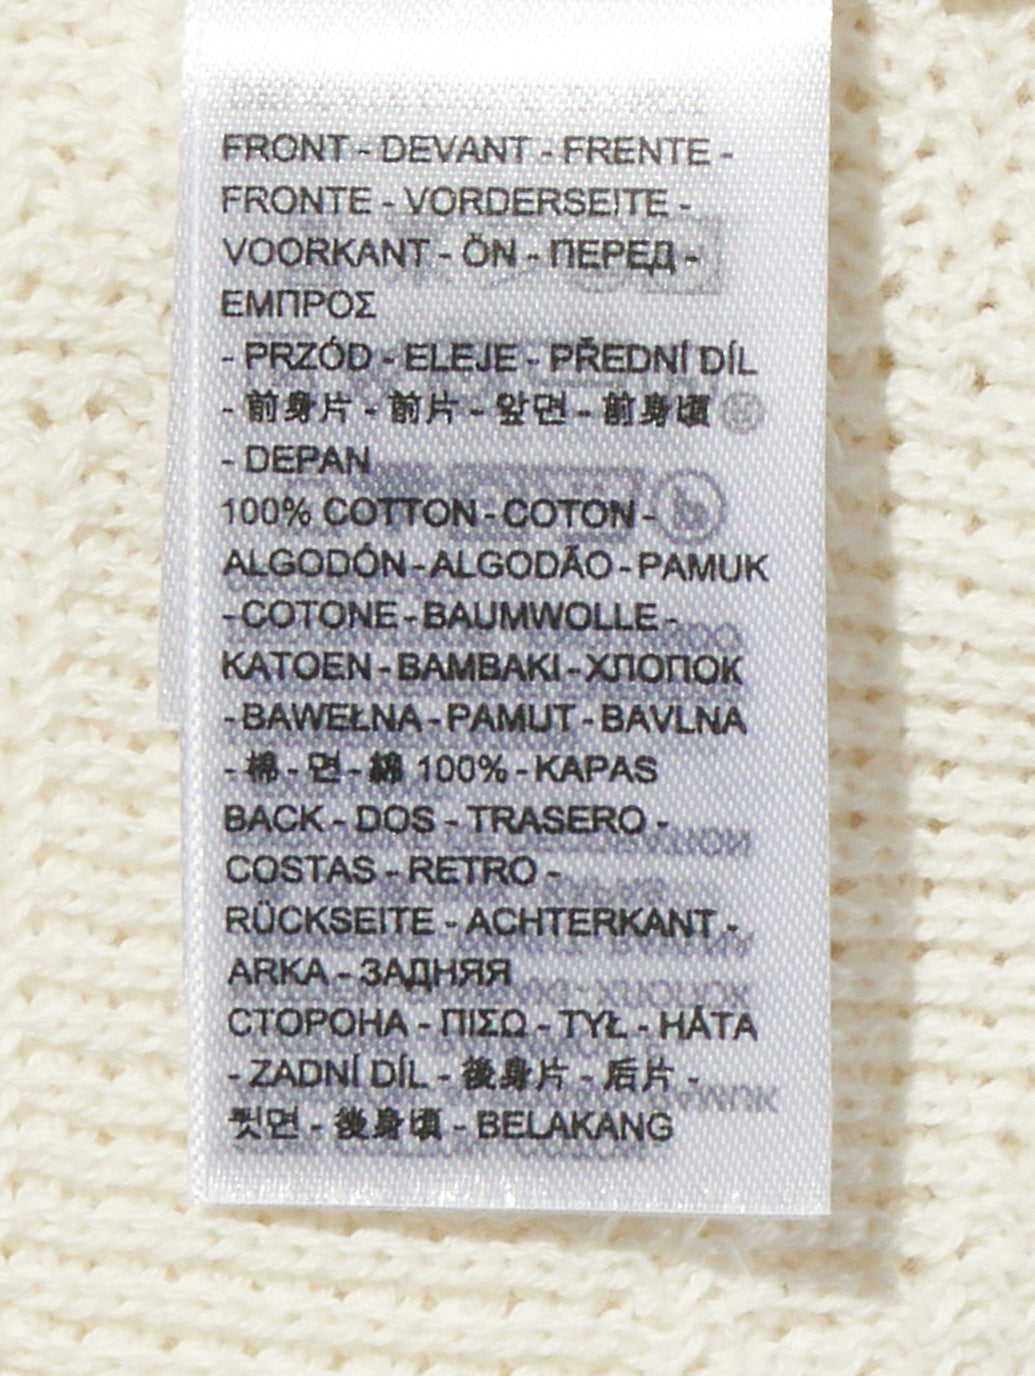 FRONT - DEVANT - FRENTE -
FRONTE - VORDERSEITE -
VOORKANT - ÖN - ПЕРЕД -
ΕΜΠΡΟΣ
- PRZÓD - ELEJE - PŘEDNÍ DÍL
- 前身片 - 前片 - 앞면 - 前身頃
- DEPAN
100% COTTON - COTON -
ALGODÓN - ALGODÃO - PAMUK
- COTONE - BAUMWOLLE -
KATOEN - BAMBAKI - ХЛОПОК
- BAWEŁNA - PAMUT - BAVLNA
- 棉 - 면 - 綿 100% - KAPAS
BACK - DOS - TRASERO -
COSTAS - RETRO -
RÜCKSEITE - ACHTERKANT -
ARKA - ЗАДНЯЯ
СТОРОНА - ΠΙΣΩ - TYŁ - HÁTA
- ZADNÍ DÍL - 後身片 - 后片 -
뒷면 - 後身頃 - BELAKANG